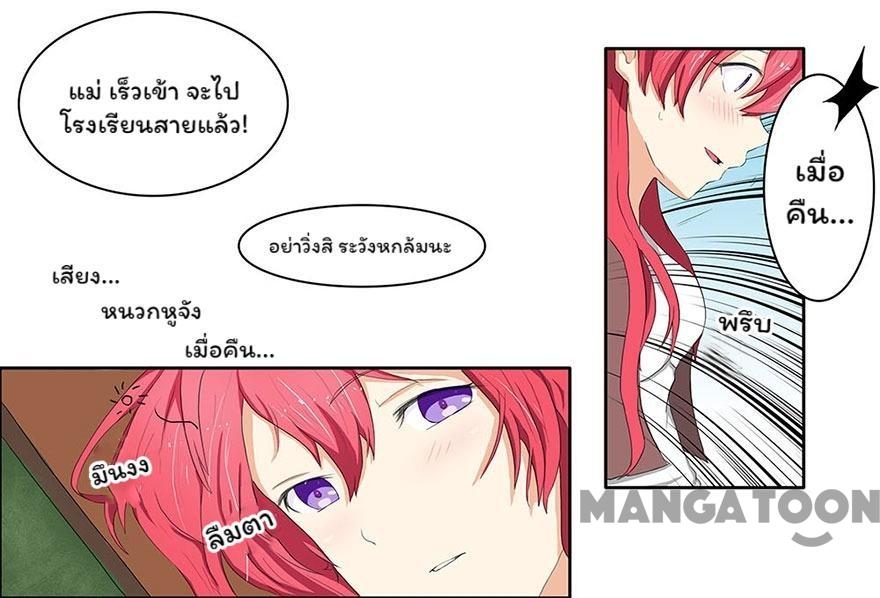 แม่ เร็วเข้า จะไป
โรงเรียนสายแล้ว!
อย่าวิ่งสิ ระวังหกล้มนะ
เสียง...
หนวกหูจัง
เมื่อคืน...
มึนงง
ลืมตา
เมื่อ
คืน...
พรึบ
MANGATOON